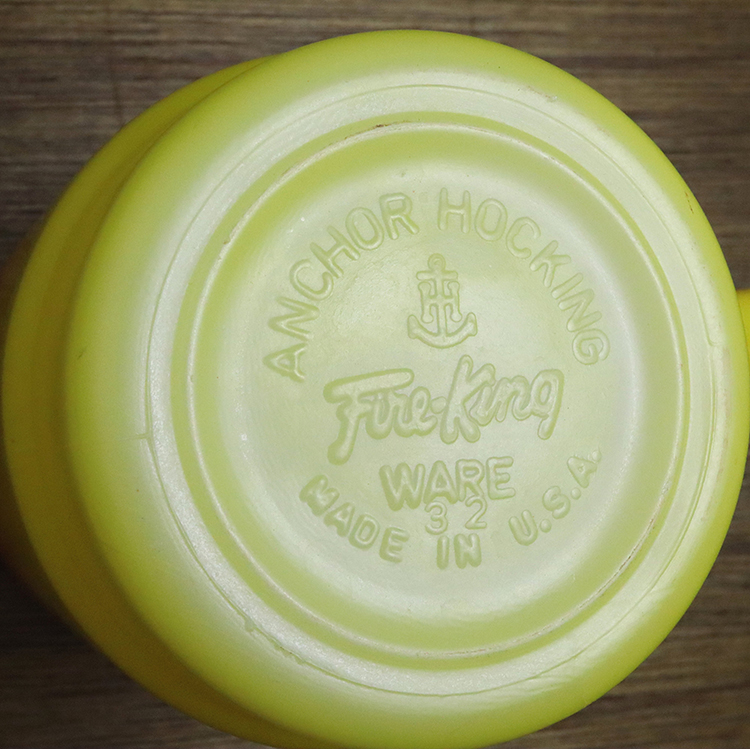 ANCHOR HOCKING
H
Fire-King
WARE
32
MADE IN U.S.A.